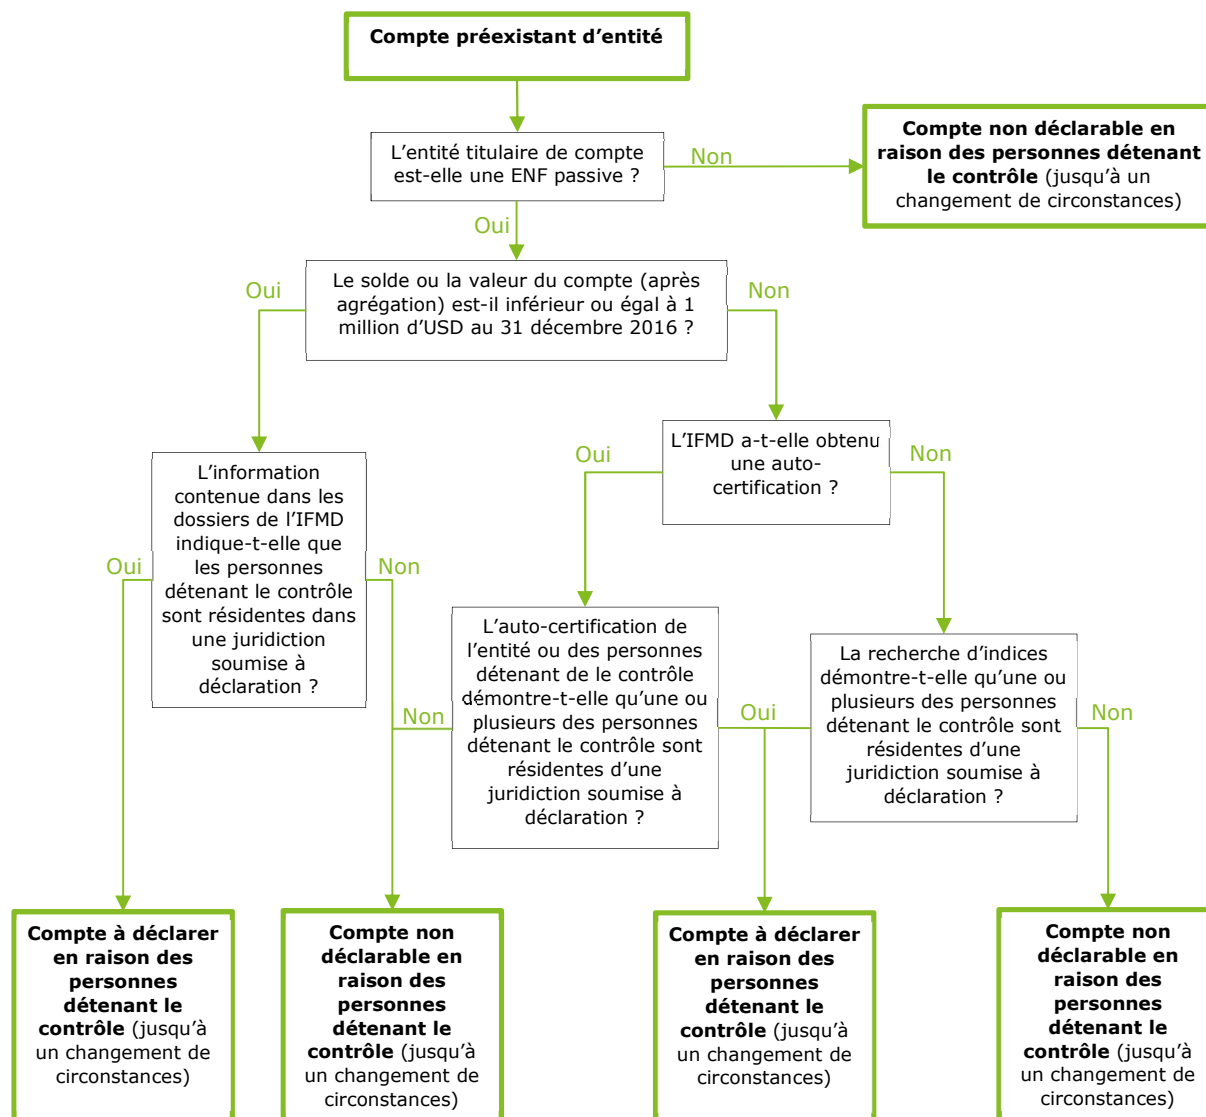 Compte préexistant d’entité
L’entité titulaire de compte
est-elle une ENF passive ?
Non
Compte non déclarable en
raison des personnes détenant
le contrôle (jusqu’à un
changement de circonstances)
Oui
Le solde ou la valeur du compte (après
agrégation) est-il inférieur ou égal à 1
million d’USD au 31 décembre 2016 ?
Oui
Non
L’IFMD a-t-elle obtenu
une auto-
certification ?
Oui
Non
L’information
contenue dans les
dossiers de l’IFMD
indique-t-elle que
les personnes
détenant le contrôle
sont résidentes dans
une juridiction
soumise à
déclaration ?
Oui
Non
L’auto-certification de
l’entité ou des personnes
détenant de le contrôle
démontre-t-elle qu’une ou
plusieurs des personnes
détenant le contrôle sont
résidentes d’une
juridiction soumise à
déclaration ?
Non
Oui
La recherche d’indices
démontre-t-elle qu’une ou
plusieurs des personnes
détenant le contrôle sont
résidentes d’une
juridiction soumise à
déclaration ?
Non
Compte à déclarer
en raison des
personnes
détenant le
contrôle (jusqu’à
un changement de
circonstances)
Compte non
déclarable en
raison des
personnes
détenant le
contrôle (jusqu’à
un changement de
circonstances)
Compte à déclarer
en raison des
personnes
détenant le
contrôle (jusqu’à
un changement de
circonstances)
Compte non
déclarable en
raison des
personnes
détenant le
contrôle (jusqu’à
un changement de
circonstances)